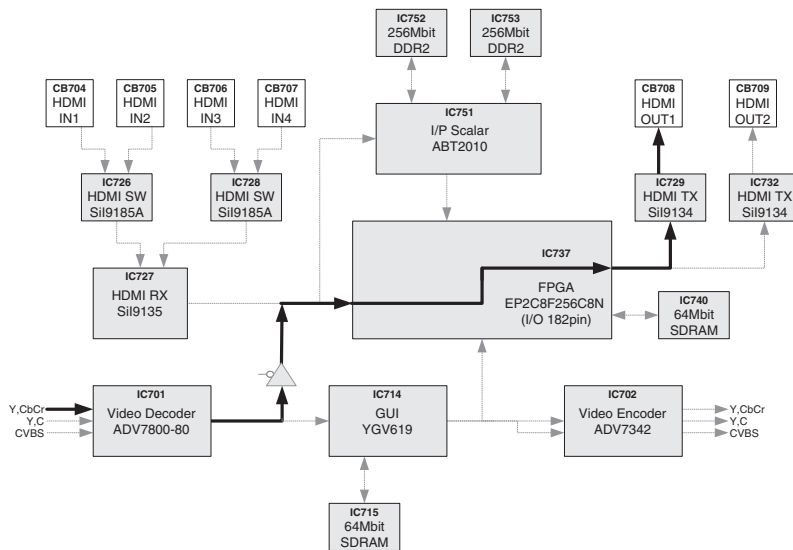 IC752
256Mbit
DDR2
IC753
256Mbit
DDR2
CB704
HDMI
IN1
CB705
HDMI
IN2
CB706
HDMI
IN3
CB707
HDMI
IN4
IC751
I/P Scalar
ABT2010
CB708
HDMI
OUT1
CB709
HDMI
OUT2
IC726
HDMI SW
SiI9185A
IC728
HDMI SW
SiI9185A
IC729
HDMI TX
SiI9134
IC732
HDMI TX
SiI9134
IC727
HDMI RX
SiI9135
IC737
FPGA
EP2C8F256C8N
(I/O 182pin)
IC740
64Mbit
SDRAM
Y,CbCr
Y,C
CVBS
IC701
Video Decoder
ADV7800-80
IC714
GUI
YGV619
IC702
Video Encoder
ADV7342
Y,CbCr
Y,C
CVBS
IC715
64Mbit
SDRAM